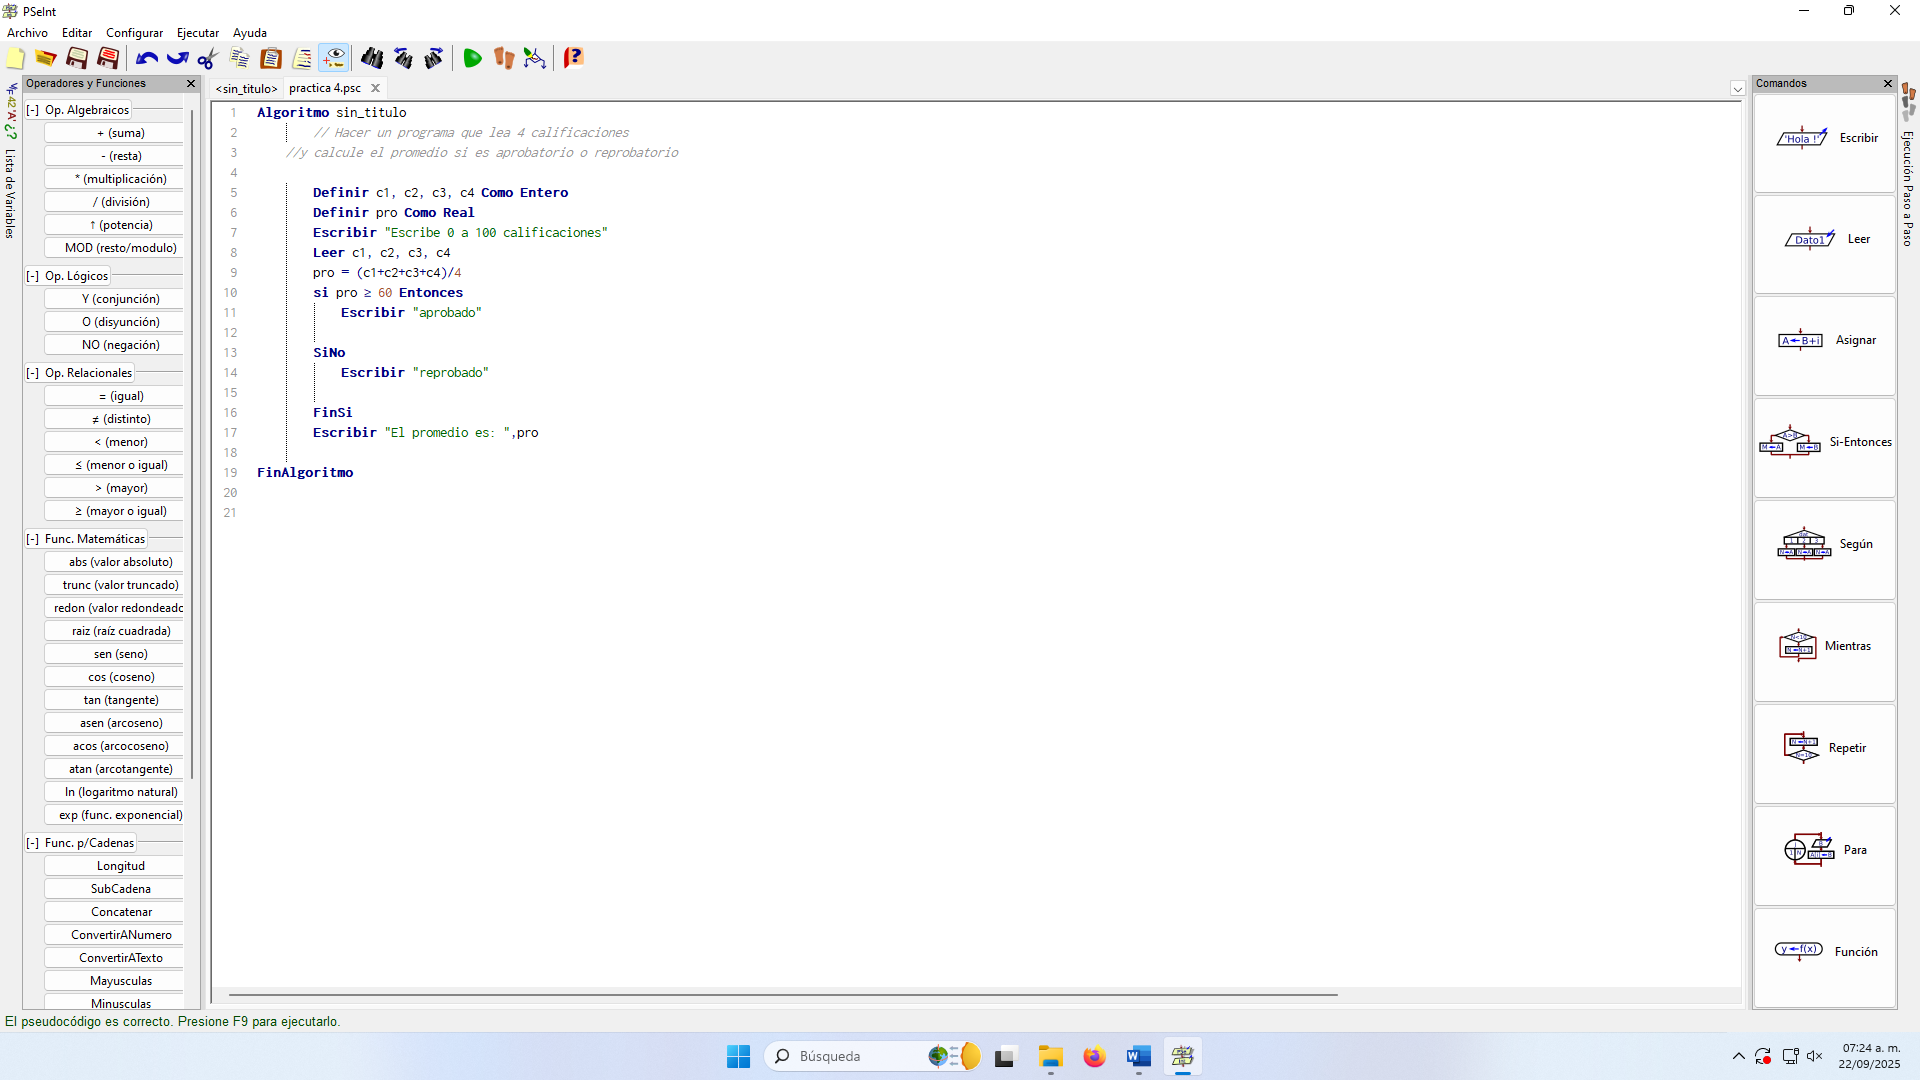 PSeInt
Archivo Editar Configurar Ejecutar Ayuda
Operadores y Funciones
<sin_titulo> practica 4.psc
Comandos
Lista de Variables
[-] Op. Algebraicos
+ (suma)
- (resta)
* (multiplicación)
/ (división)
↑ (potencia)
MOD (resto/modulo)
[-] Op. Lógicos
Y (conjunción)
O (disyunción)
NO (negación)
[-] Op. Relacionales
= (igual)
≠ (distinto)
< (menor)
≤ (menor o igual)
> (mayor)
≥ (mayor o igual)
[-] Func. Matemáticas
abs (valor absoluto)
trunc (valor truncado)
redon (valor redondeado
raiz (raíz cuadrada)
sen (seno)
cos (coseno)
tan (tangente)
asen (arcoseno)
acos (arcocoseno)
atan (arcotangente)
ln (logaritmo natural)
exp (func. exponencial)
[-] Func. p/Cadenas
Longitud
SubCadena
Concatenar
ConvertirANumero
ConvertirATexto
Mayusculas
Minusculas
1 Algoritmo sin_titulo
2 // Hacer un programa que lea 4 calificaciones
3 //y calcule el promedio si es aprobatorio o reprobatorio
4
5 Definir c1, c2, c3, c4 Como Entero
6 Definir pro Como Real
7 Escribir "Escribe 0 a 100 calificaciones"
8 Leer c1, c2, c3, c4
9 pro = (c1+c2+c3+c4)/4
10 si pro ≥ 60 Entonces
11 Escribir "aprobado"
12
13 SiNo
14 Escribir "reprobado"
15
16 FinSi
17 Escribir "El promedio es: ",pro
18
19 FinAlgoritmo
20
21
'Hola !' Escribir
Dato1 Leer
A←B+i Asignar
A>B M←A M←B Si-Entonces
Según
N<10 N←N+1 Mientras
N←N+1 N=10 Repetir
Para
y←f(x) Función
Ejecución Paso a Paso
El pseudocódigo es correcto. Presione F9 para ejecutarlo.
Búsqueda
07:24 a. m.
22/09/2025